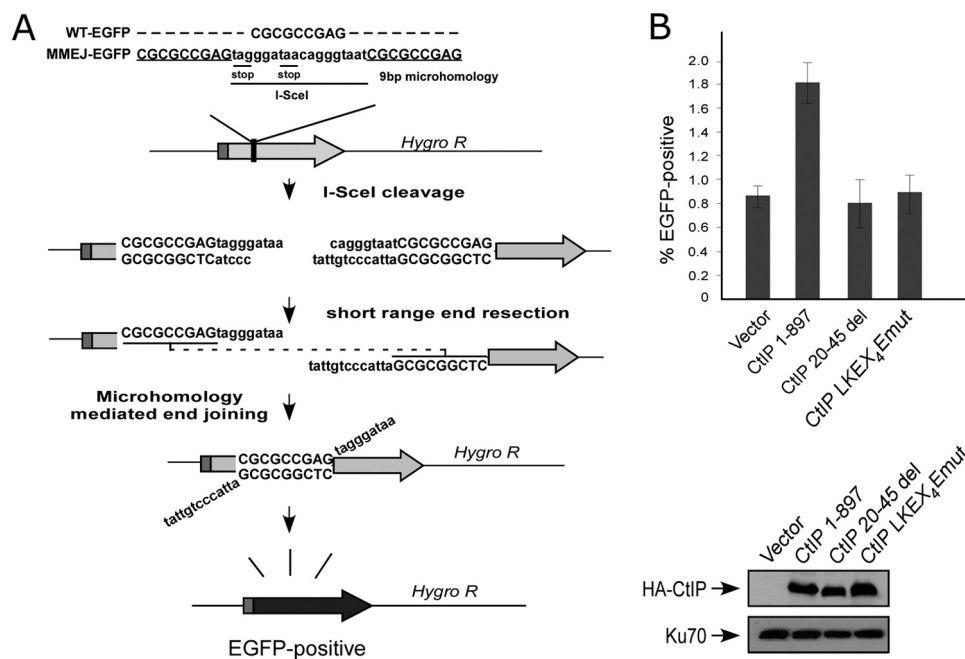 A
WT-EGFP – – – – – – – – – – CGCGCCGAG – – – – – – – – – –
MMEJ-EGFP CGCGCCGAGtagggataacagggtaatCGCGCCGAG
stop stop 9bp microhomology
I-SceI
Hygro R
I-SceI cleavage
CGCGCCGAGtagggataa cagggtaatCGCGCCGAG
GCGCGGCTCatccc tattgtcccattaGCGCGGCTC
short range end resection
CGCGCCGAGtagggataa
tattgtcccattaGCGCGGCTC
Microhomology
mediated end joining
tagggataa
CGCGCCGAG
GCGCGGCTC
tattgtcccatta
Hygro R
Hygro R
EGFP-positive
B
% EGFP-positive
2.0
1.8
1.6
1.4
1.2
1.0
0.8
0.6
0.4
0.2
0
Vector
CtIP 1-897
CtIP 20-45 del
CtIP LKEX4Emut
Vector
CtIP 1-897
CtIP 20-45 del
CtIP LKEX4Emut
HA-CtIP
Ku70